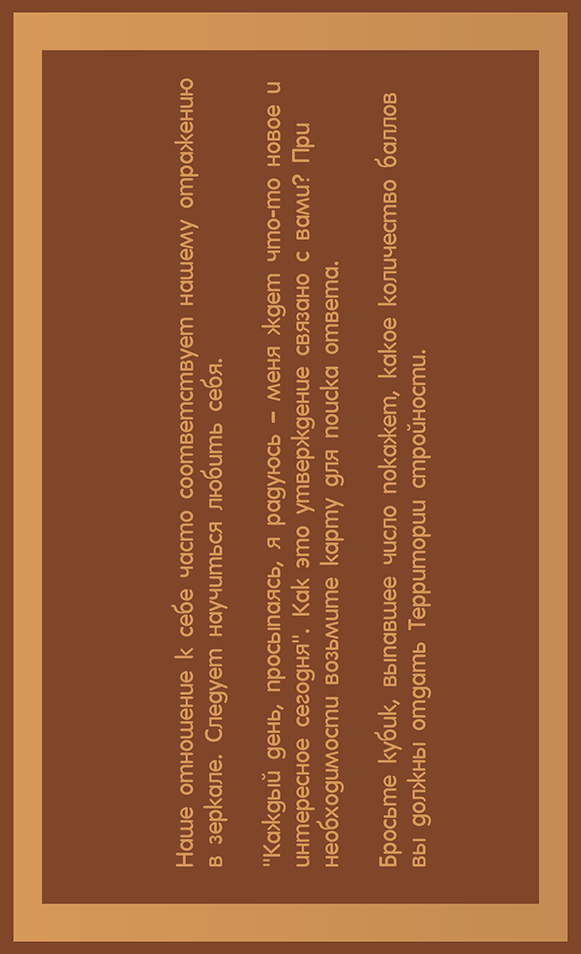 Наше отношение к себе часто соответствует нашему отражению
в зеркале. Следует научиться любить себя.
"Каждый день, просыпаясь, я радуюсь – меня ждет что-то новое и
интересное сегодня". Как это утверждение связано с вами? При
необходимости возьмите карту для поиска ответа.
Бросьте кубик, выпавшее число покажет, какое количество баллов
вы должны отдать Территории стройности.